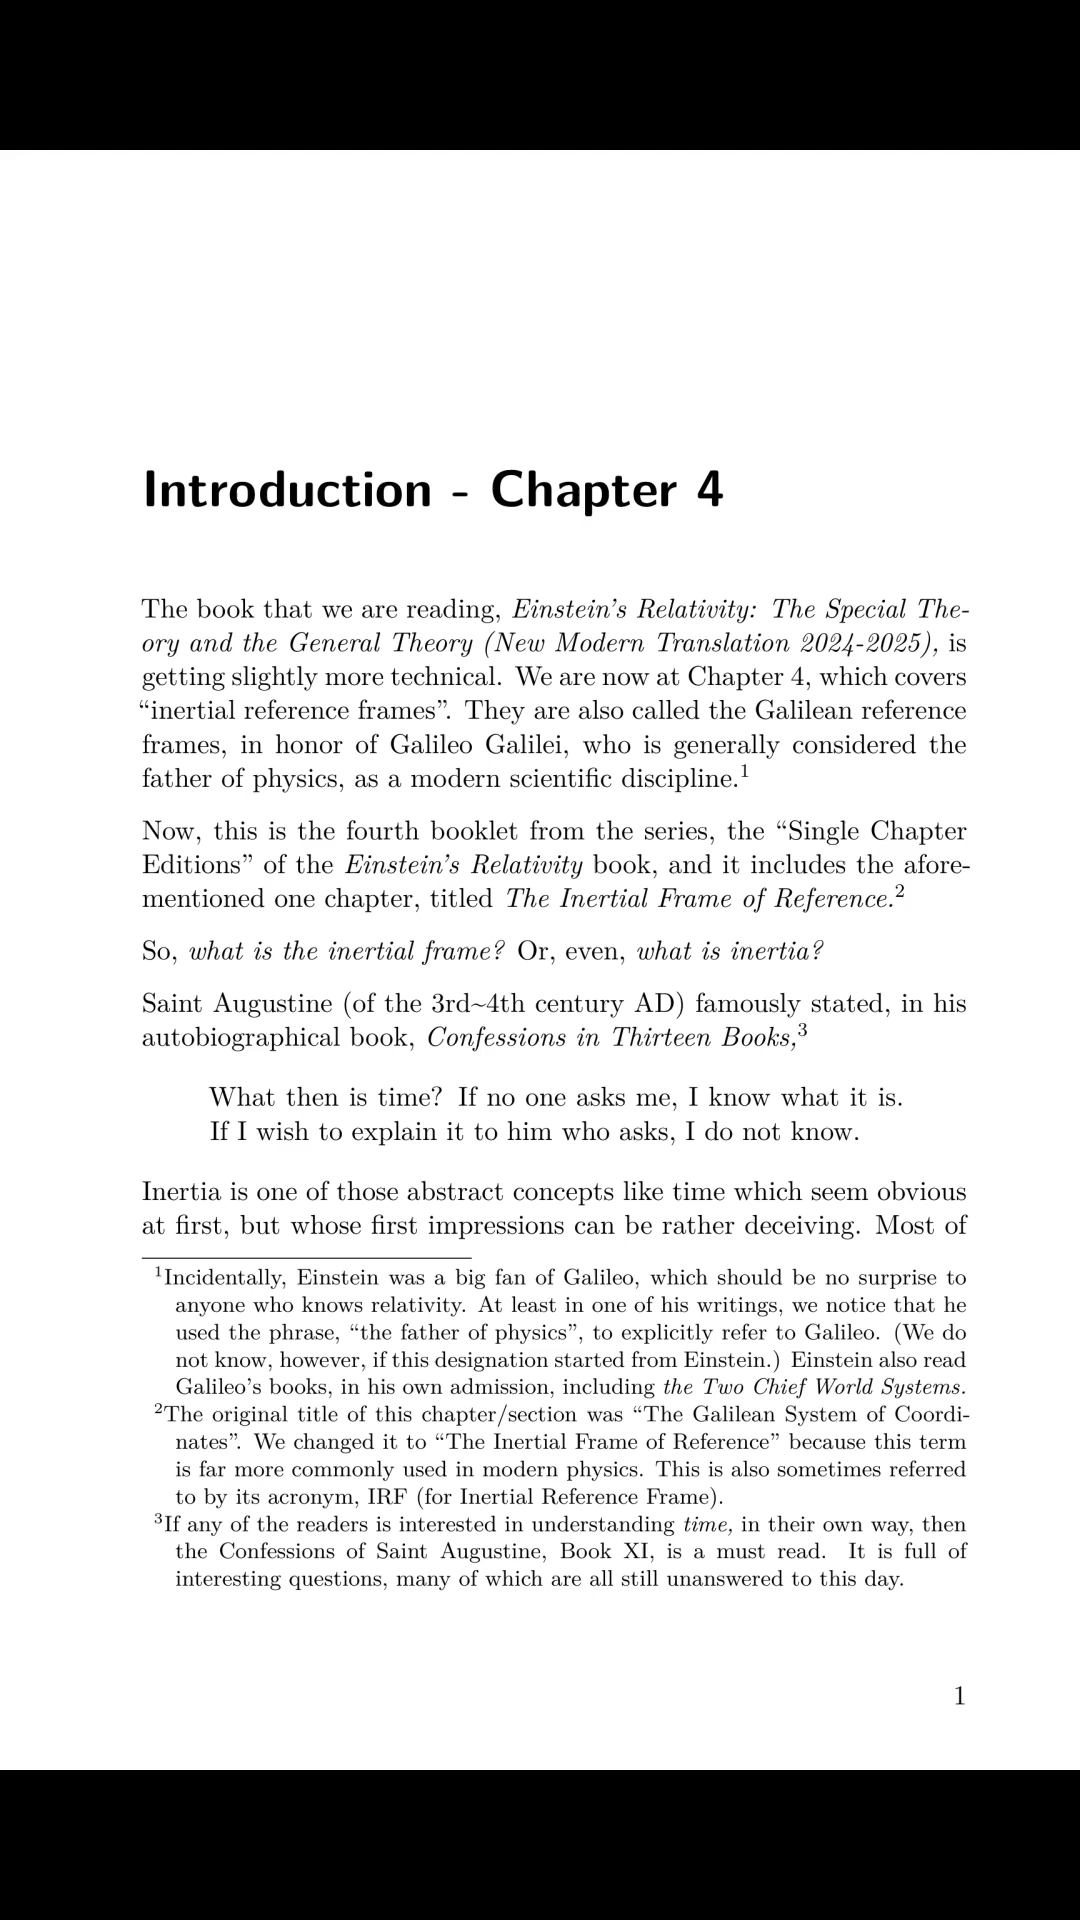 Introduction - Chapter 4
The book that we are reading, Einstein's Relativity: The Special The-
ory and the General Theory (New Modern Translation 2024-2025), is
getting slightly more technical. We are now at Chapter 4, which covers
“inertial reference frames”. They are also called the Galilean reference
frames, in honor of Galileo Galilei, who is generally considered the
father of physics, as a modern scientific discipline.¹
Now, this is the fourth booklet from the series, the “Single Chapter
Editions” of the Einstein's Relativity book, and it includes the afore-
mentioned one chapter, titled The Inertial Frame of Reference.²
So, what is the inertial frame? Or, even, what is inertia?
Saint Augustine (of the 3rd~4th century AD) famously stated, in his
autobiographical book, Confessions in Thirteen Books,³
What then is time? If no one asks me, I know what it is.
If I wish to explain it to him who asks, I do not know.
Inertia is one of those abstract concepts like time which seem obvious
at first, but whose first impressions can be rather deceiving. Most of
¹Incidentally, Einstein was a big fan of Galileo, which should be no surprise to
anyone who knows relativity. At least in one of his writings, we notice that he
used the phrase, “the father of physics”, to explicitly refer to Galileo. (We do
not know, however, if this designation started from Einstein.) Einstein also read
Galileo's books, in his own admission, including the Two Chief World Systems.
²The original title of this chapter/section was “The Galilean System of Coordi-
nates”. We changed it to “The Inertial Frame of Reference” because this term
is far more commonly used in modern physics. This is also sometimes referred
to by its acronym, IRF (for Inertial Reference Frame).
³If any of the readers is interested in understanding time, in their own way, then
the Confessions of Saint Augustine, Book XI, is a must read. It is full of
interesting questions, many of which are all still unanswered to this day.
1